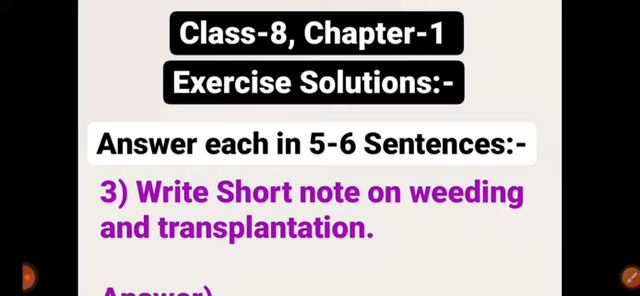 Class-8, Chapter-1
Exercise Solutions:-
Answer each in 5-6 Sentences:-
3) Write Short note on weeding
and transplantation.
Answer)